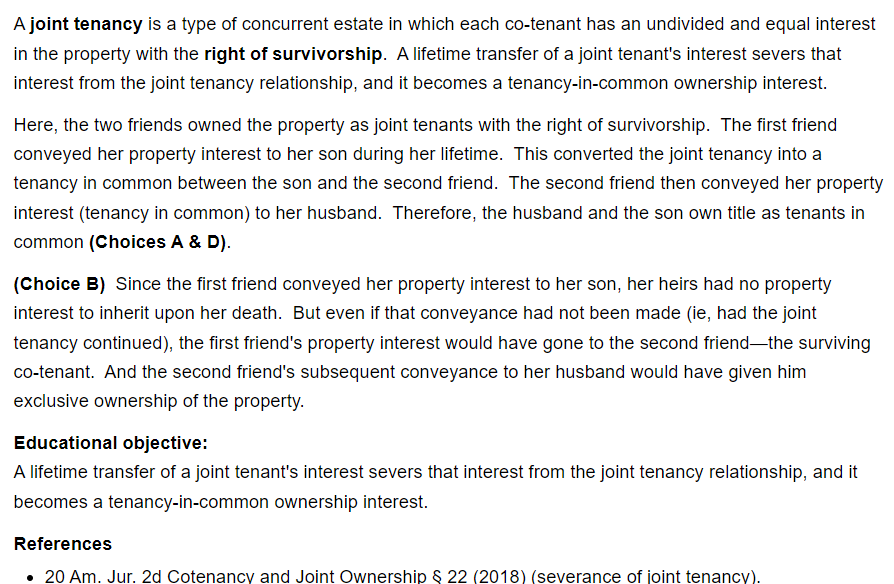 A joint tenancy is a type of concurrent estate in which each co-tenant has an undivided and equal interest
in the property with the right of survivorship.  A lifetime transfer of a joint tenant's interest severs that
interest from the joint tenancy relationship, and it becomes a tenancy-in-common ownership interest.
Here, the two friends owned the property as joint tenants with the right of survivorship.  The first friend
conveyed her property interest to her son during her lifetime.  This converted the joint tenancy into a
tenancy in common between the son and the second friend.  The second friend then conveyed her property
interest (tenancy in common) to her husband.  Therefore, the husband and the son own title as tenants in
common (Choices A & D).
(Choice B)  Since the first friend conveyed her property interest to her son, her heirs had no property
interest to inherit upon her death.  But even if that conveyance had not been made (ie, had the joint
tenancy continued), the first friend's property interest would have gone to the second friend—the surviving
co-tenant.  And the second friend's subsequent conveyance to her husband would have given him
exclusive ownership of the property.
Educational objective:
A lifetime transfer of a joint tenant's interest severs that interest from the joint tenancy relationship, and it
becomes a tenancy-in-common ownership interest.
References
• 20 Am. Jur. 2d Cotenancy and Joint Ownership § 22 (2018) (severance of joint tenancy).